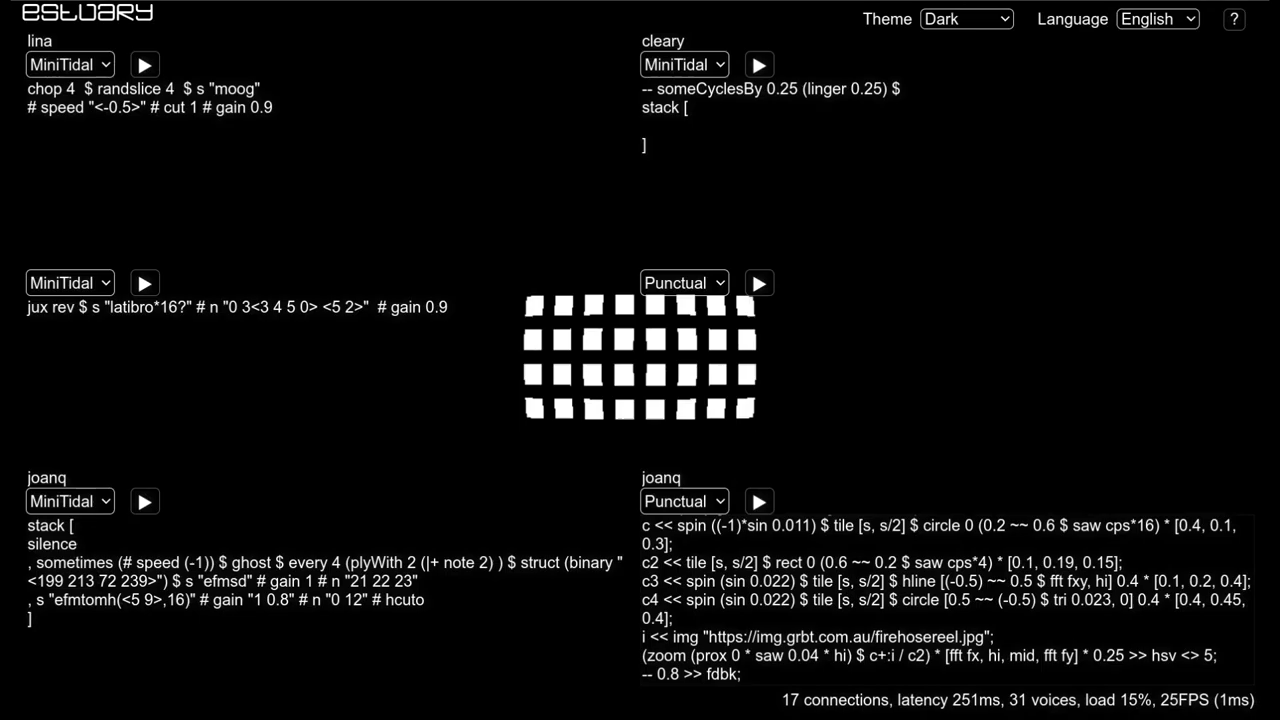 estuary
Theme Dark Language English ?
lina
MiniTidal
chop 4 $ randslice 4 $ s "moog"
# speed "<-0.5>" # cut 1 # gain 0.9
cleary
MiniTidal
-- someCyclesBy 0.25 (linger 0.25) $
stack [
]
MiniTidal
jux rev $ s "latibro*16?" # n "0 3<3 4 5 0> <5 2>" # gain 0.9
Punctual
joanq
MiniTidal
stack [
silence
, sometimes (# speed (-1)) $ ghost $ every 4 (plyWith 2 (|+ note 2) ) $ struct (binary "
<199 213 72 239>") $ s "efmsd" # gain 1 # n "21 22 23"
, s "efmtomh(<5 9>,16)" # gain "1 0.8" # n "0 12" # hcuto
]
joanq
Punctual
c << spin ((-1)*sin 0.011) $ tile [s, s/2] $ circle 0 (0.2 ~~ 0.6 $ saw cps*16) * [0.4, 0.1,
0.3];
c2 << tile [s, s/2] $ rect 0 (0.6 ~~ 0.2 $ saw cps*4) * [0.1, 0.19, 0.15];
c3 << spin (sin 0.022) $ tile [s, s/2] $ hline [(-0.5) ~~ 0.5 $ fft fxy, hi] 0.4 * [0.1, 0.2, 0.4];
c4 << spin (sin 0.022) $ tile [s, s/2] $ circle [0.5 ~~ (-0.5) $ tri 0.023, 0] 0.4 * [0.4, 0.45,
0.4];
i << img "https://img.grbt.com.au/firehosereel.jpg";
(zoom (prox 0 * saw 0.04 * hi) $ c+:i / c2) * [fft fx, hi, mid, fft fy] * 0.25 >> hsv <> 5;
-- 0.8 >> fdbk;
17 connections, latency 251ms, 31 voices, load 15%, 25FPS (1ms)